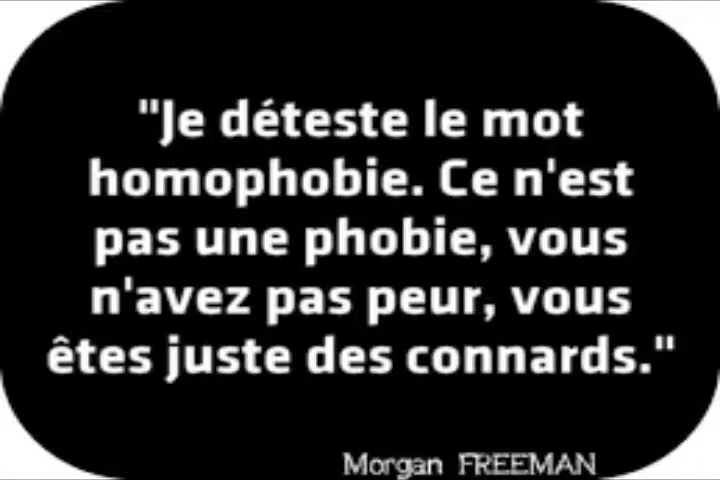 "Je déteste le mot
homophobie. Ce n'est
pas une phobie, vous
n'avez pas peur, vous
êtes juste des connards."
Morgan FREEMAN